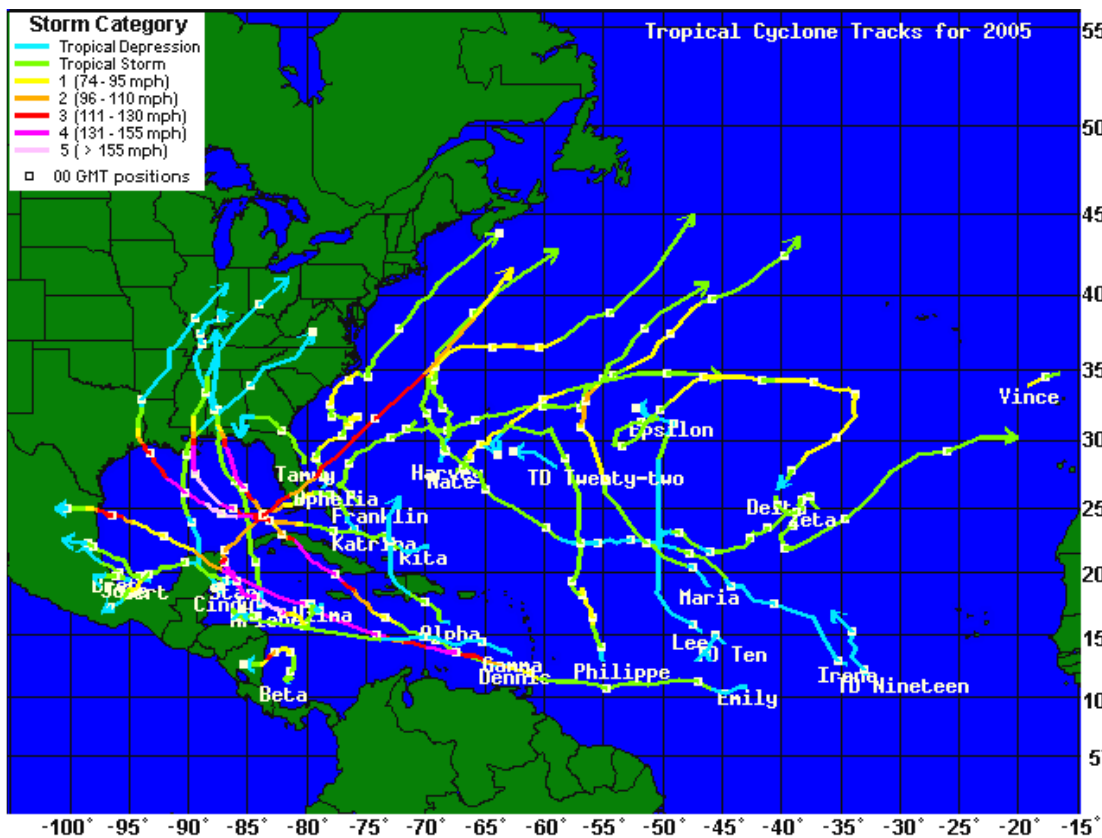 Storm Category
Tropical Depression
Tropical Storm
1 (74-95 mph)
2 (96-110 mph)
3 (111-130 mph)
4 (131-155 mph)
5 ( > 155 mph)
00 GMT positions
Tropical Cyclone Tracks for 2005
55
50
45
40
35
Vince
30
Epsilon
Tammy
Harvey
Nate
TD Twenty-two
Ophelia
Delta
Zeta
Franklin
25
Katrina
Rita
20
Jose
Stan
Cindy
Maria
15
Alpha
Lee
TD Ten
Gamma
Dennis
Philippe
Irene
TD Nineteen
Beta
Emily
10
5
-100° -95° -90° -85° -80° -75° -70° -65° -60° -55° -50° -45° -40° -35° -30° -25° -20° -15°